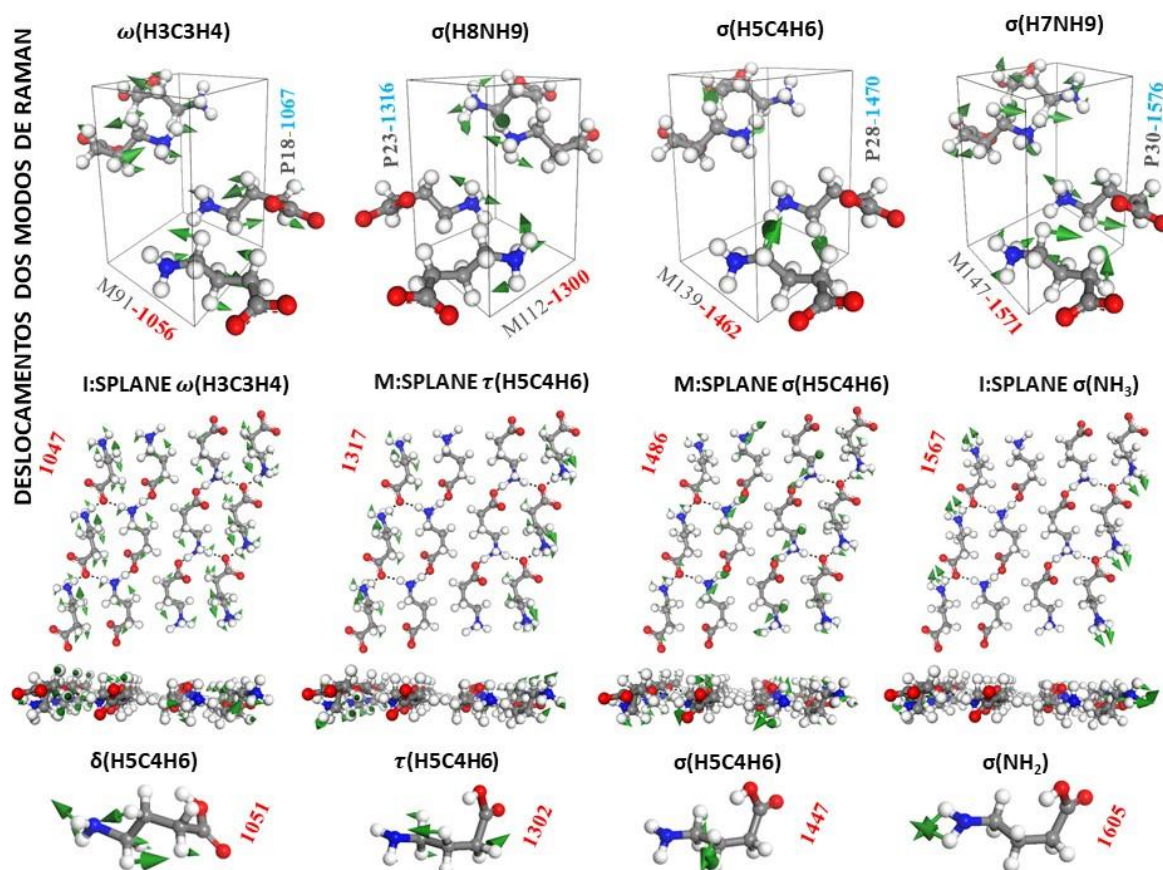 DESLOCAMENTOS DOS MODOS DE RAMAN
ω(H3C3H4)
σ(H8NH9)
σ(H5C4H6)
σ(H7NH9)
P18-1067
M91-1056
P23-1316
M112-1300
P28-1470
M139-1462
P30-1576
M147-1571
I:SPLANE ω(H3C3H4)
M:SPLANE τ(H5C4H6)
M:SPLANE σ(H5C4H6)
I:SPLANE σ(NH₃)
1047
1317
1486
1567
δ(H5C4H6)
τ(H5C4H6)
σ(H5C4H6)
σ(NH₂)
1051
1302
1447
1605